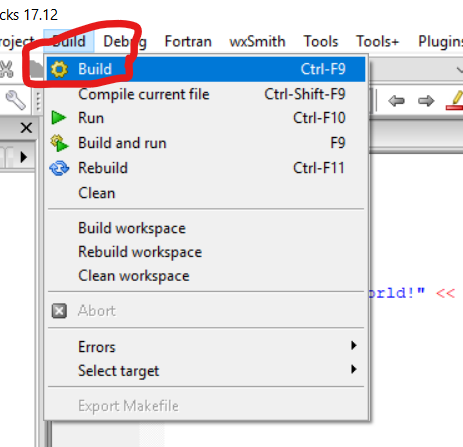 cks 17.12
roject Build Debug Fortran wxSmith Tools Tools+ Plugins
Build Ctrl-F9
Compile current file Ctrl-Shift-F9
Run Ctrl-F10
Build and run F9
Rebuild Ctrl-F11
Clean
Build workspace
Rebuild workspace
Clean workspace
orld!" <<
Abort
Errors
Select target
Export Makefile